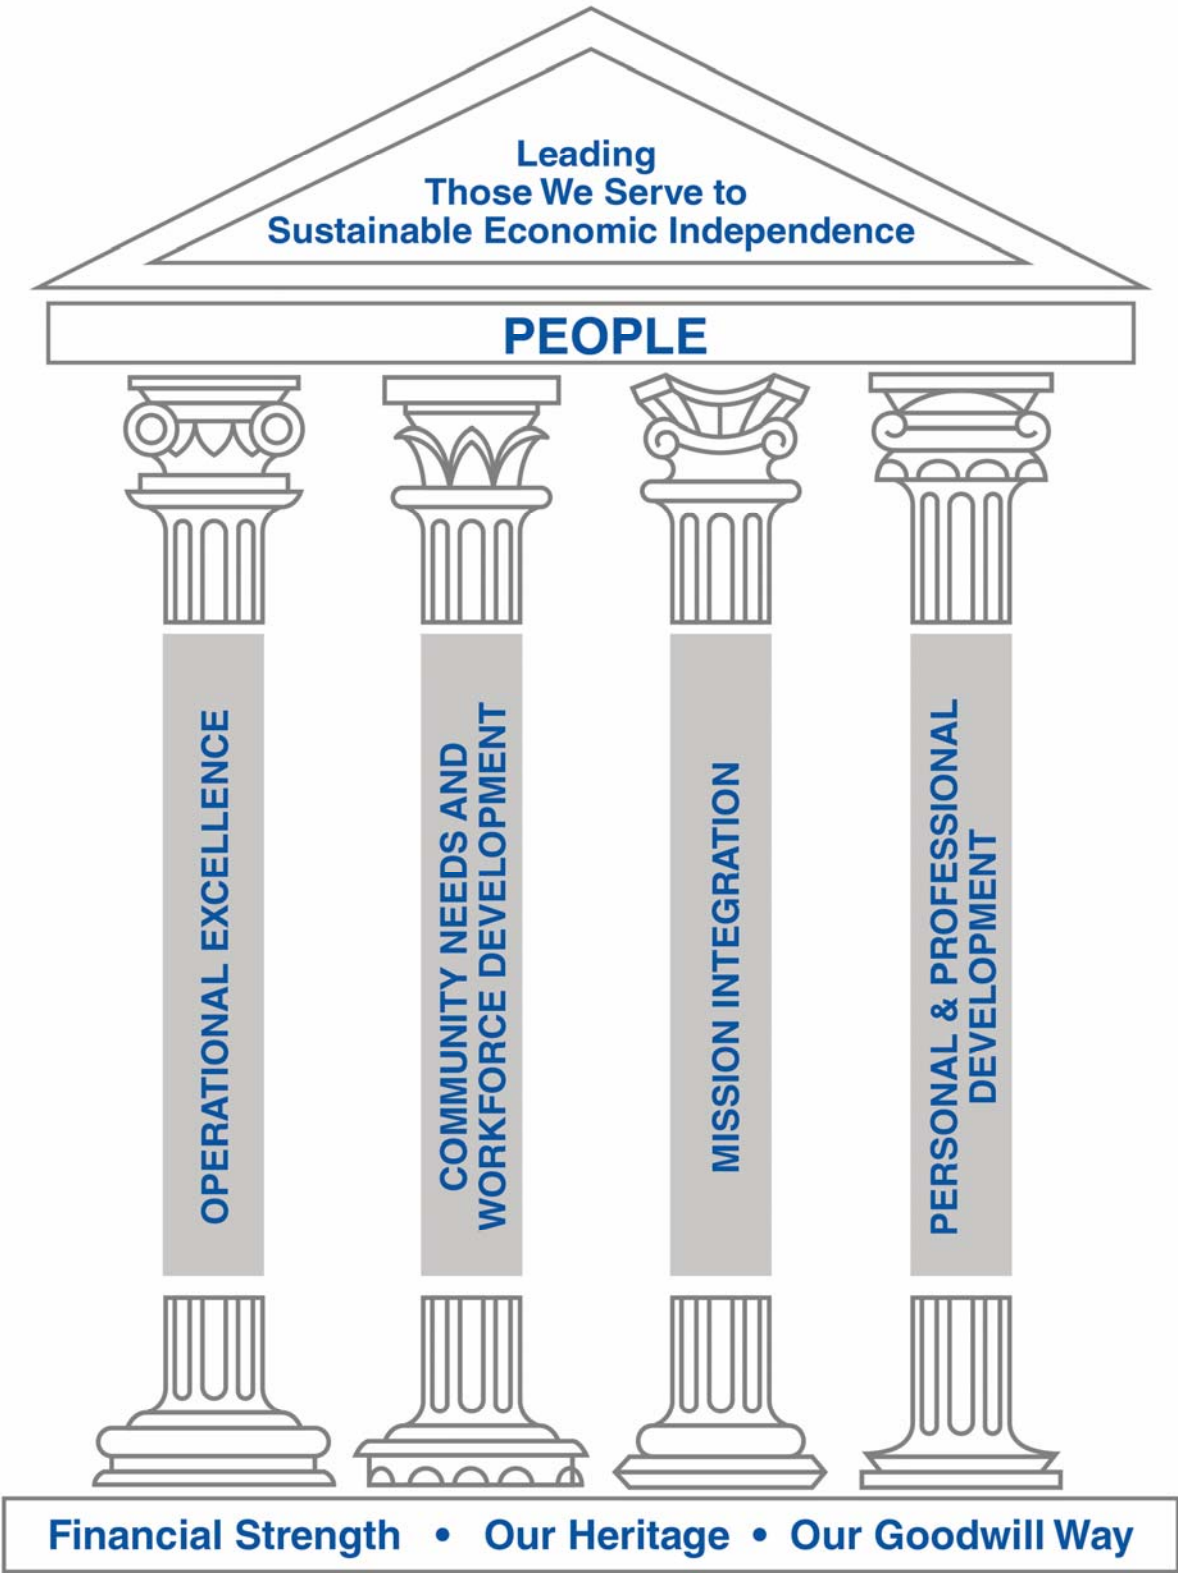 Leading
Those We Serve to
Sustainable Economic Independence
PEOPLE
OPERATIONAL EXCELLENCE
COMMUNITY NEEDS AND
WORKFORCE DEVELOPMENT
MISSION INTEGRATION
PERSONAL & PROFESSIONAL
DEVELOPMENT
Financial Strength • Our Heritage • Our Goodwill Way